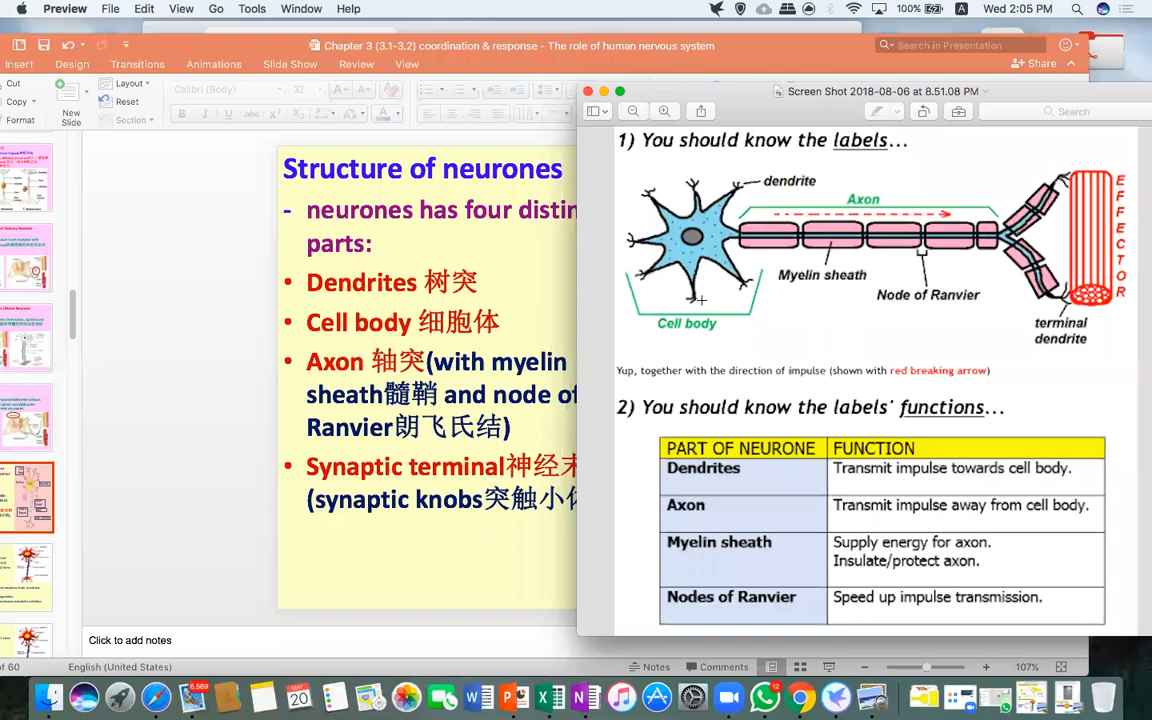 Preview File Edit View Go Tools Window Help 100% A Wed 2:05 PM
Chapter 3 (3.1-3.2) coordination & response - The role of human nervous system
Search in Presentation
Insert Design Transitions Animations Slide Show Review View
Share
Cut
Copy
Format
New
Slide
Layout
Reset
Section
Calibri (Body) 32
Structure of neurones
- neurones has four distin
parts:
• Dendrites 树突
• Cell body 细胞体
• Axon 轴突(with myelin
sheath髓鞘 and node of
Ranvier朗飞氏结)
• Synaptic terminal神经末
(synaptic knobs突触小体
Click to add notes
of 60 English (United States)
Notes Comments 107%
Screen Shot 2018-08-06 at 8.51.08 PM
Search
1) You should know the labels...
dendrite
Axon
Myelin sheath
Node of Ranvier
Cell body
EFFECTOR
terminal
dendrite
Yup, together with the direction of impulse (shown with red breaking arrow)
2) You should know the labels' functions...
PART OF NEURONE FUNCTION
Dendrites Transmit impulse towards cell body.
Axon Transmit impulse away from cell body.
Myelin sheath Supply energy for axon.
Insulate/protect axon.
Nodes of Ranvier Speed up impulse transmission.
6,589
MAY
20
12